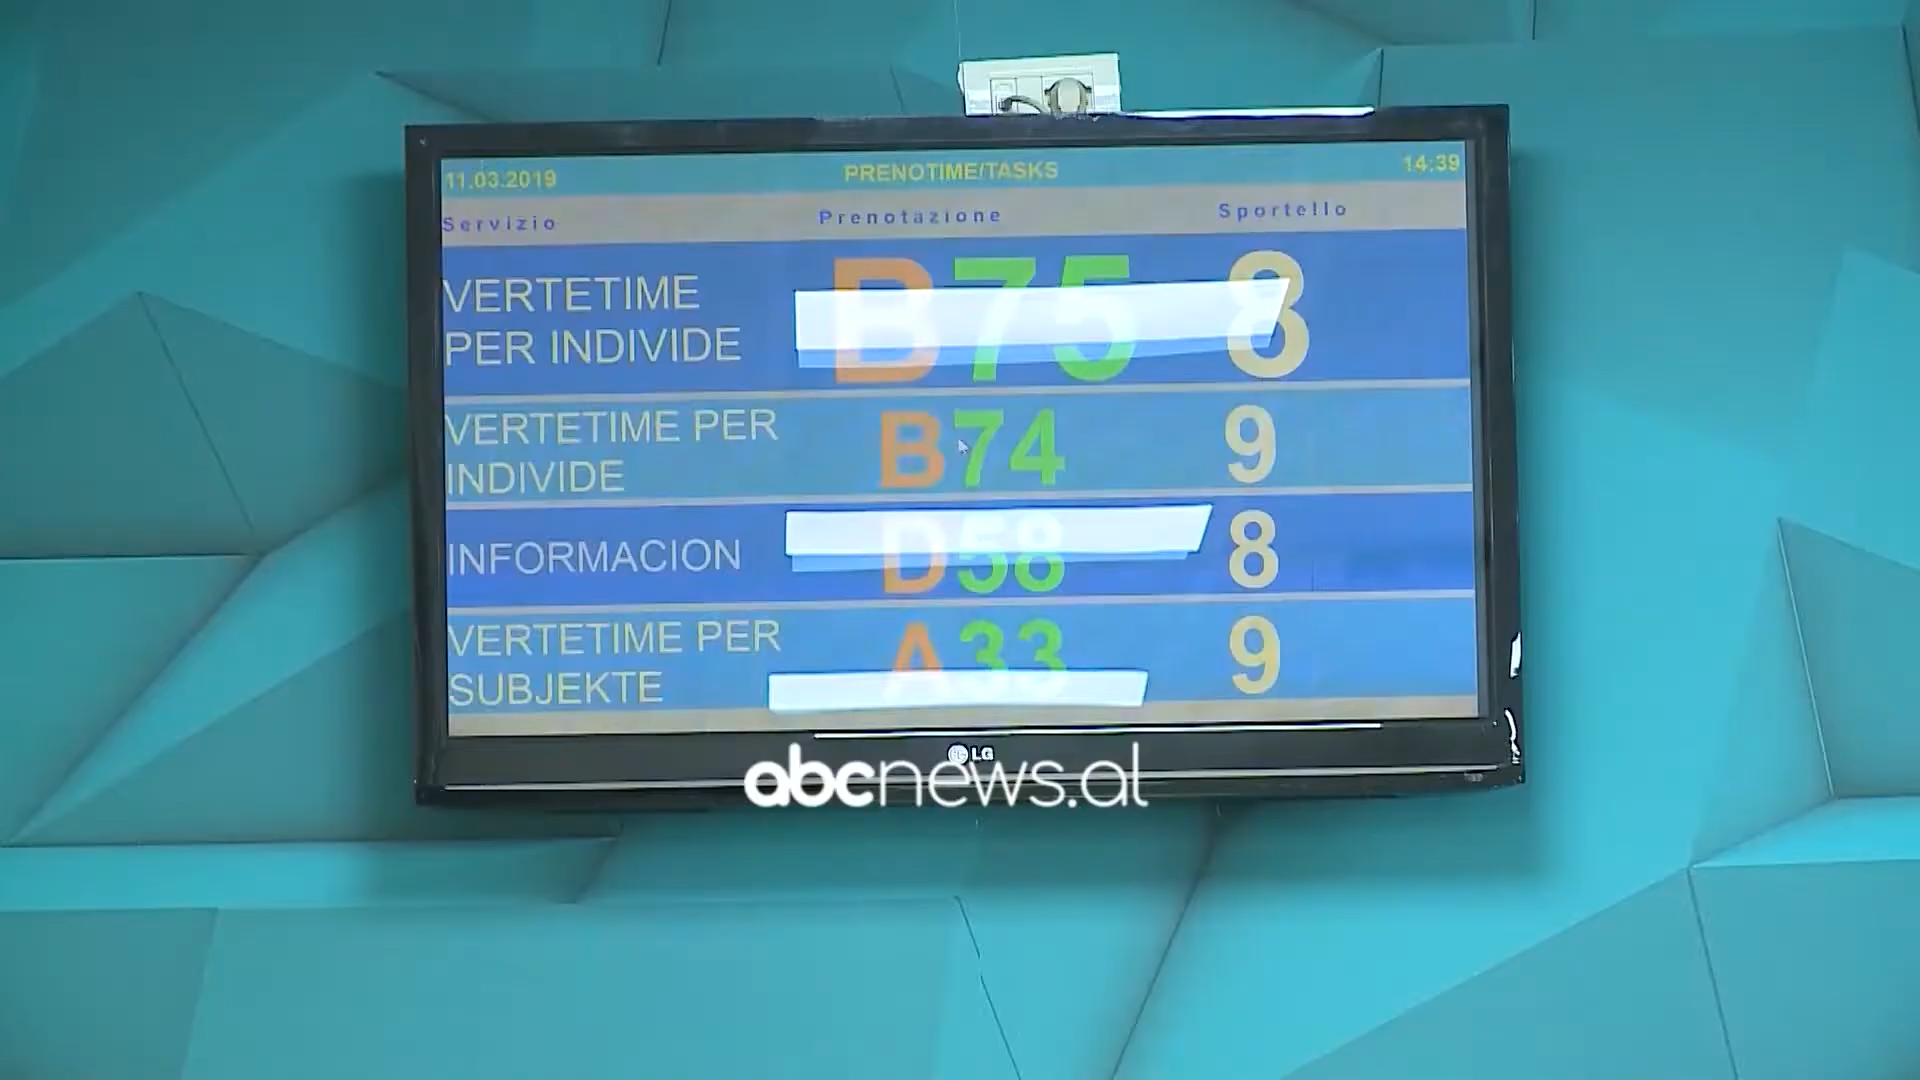 11.03.2019 PRENOTIME/TASKS 14:39
Servizio Prenotazione Sportello
VERTETIME
PER INDIVIDE B75 8
VERTETIME PER
INDIVIDE B74 9
INFORMACION D58 8
VERTETIME PER
SUBJEKTE A33 9
LG
abcnews.al